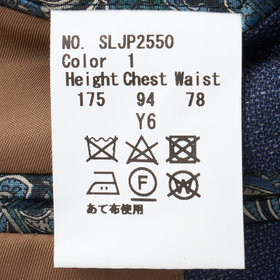 NO. SLJP2550
Color 1
Height Chest Waist
175 94 78
Y6
F W
あて布使用